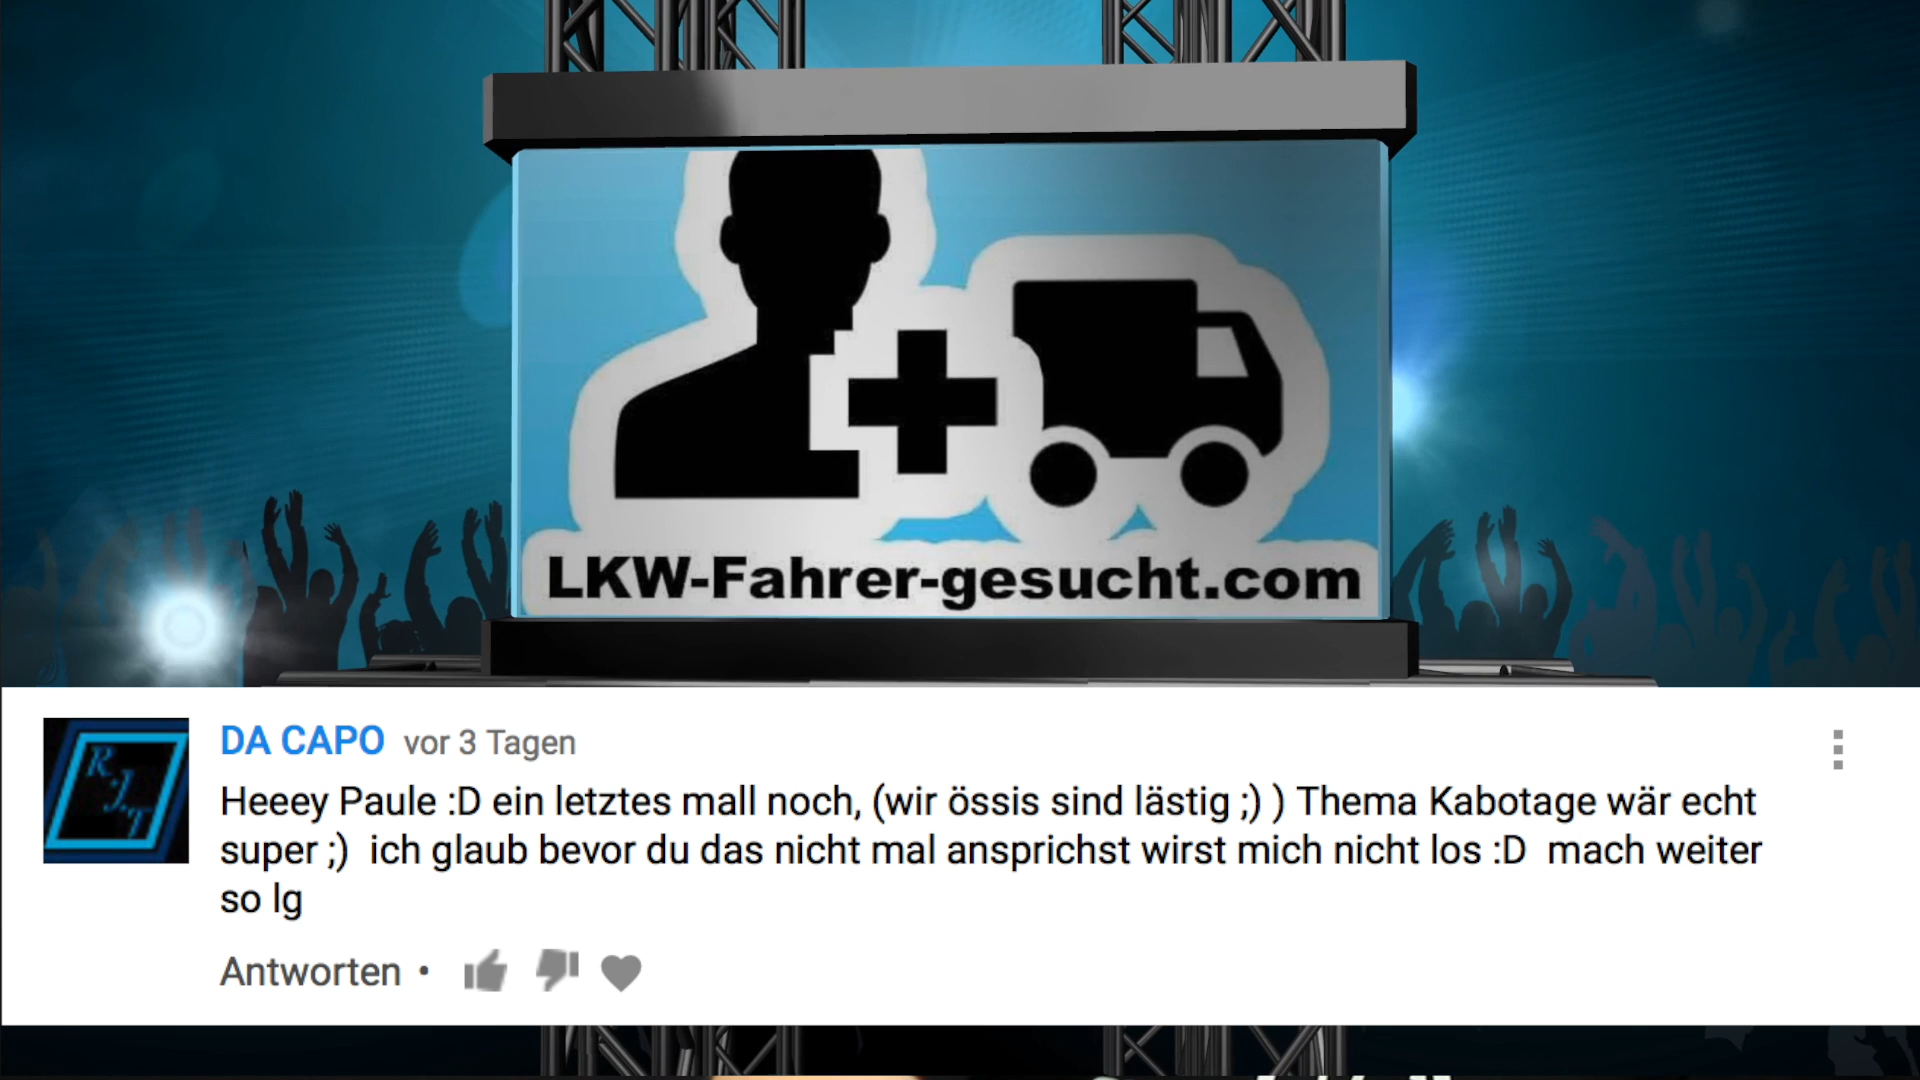 LKW-Fahrer-gesucht.com
R.J.T
DA CAPO vor 3 Tagen
Heeey Paule :D ein letztes mall noch, (wir össis sind lästig ;) ) Thema Kabotage wär echt
super ;)  ich glaub bevor du das nicht mal ansprichst wirst mich nicht los :D  mach weiter
so lg
Antworten •